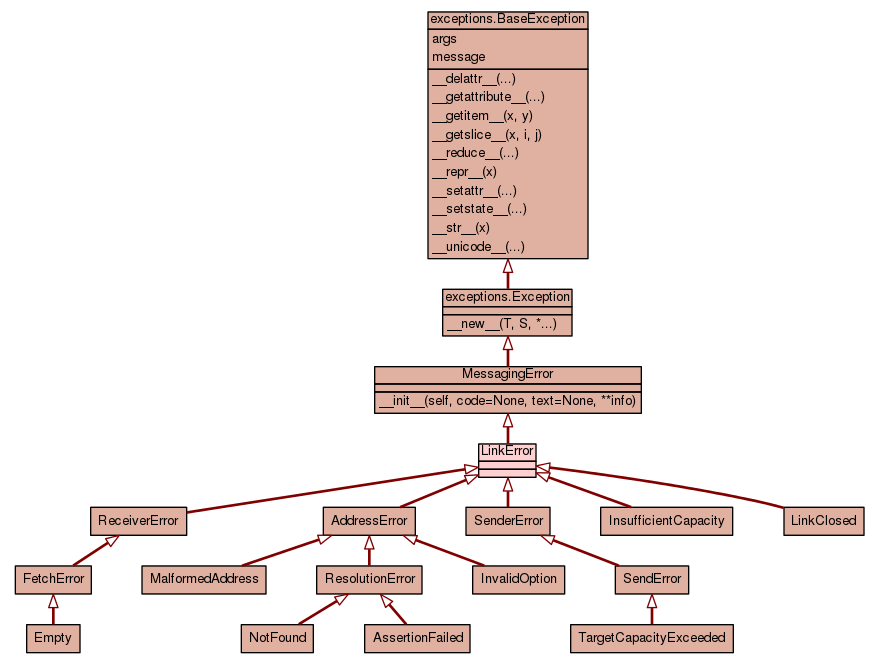 exceptions.BaseException
args
message
__delattr__(...)
__getattribute__(...)
__getitem__(x, y)
__getslice__(x, i, j)
__reduce__(...)
__repr__(x)
__setattr__(...)
__setstate__(...)
__str__(x)
__unicode__(...)
exceptions.Exception
__new__(T, S, *...)
MessagingError
__init__(self, code=None, text=None, **info)
LinkError
ReceiverError
AddressError
SenderError
InsufficientCapacity
LinkClosed
FetchError
MalformedAddress
ResolutionError
InvalidOption
SendError
Empty
NotFound
AssertionFailed
TargetCapacityExceeded